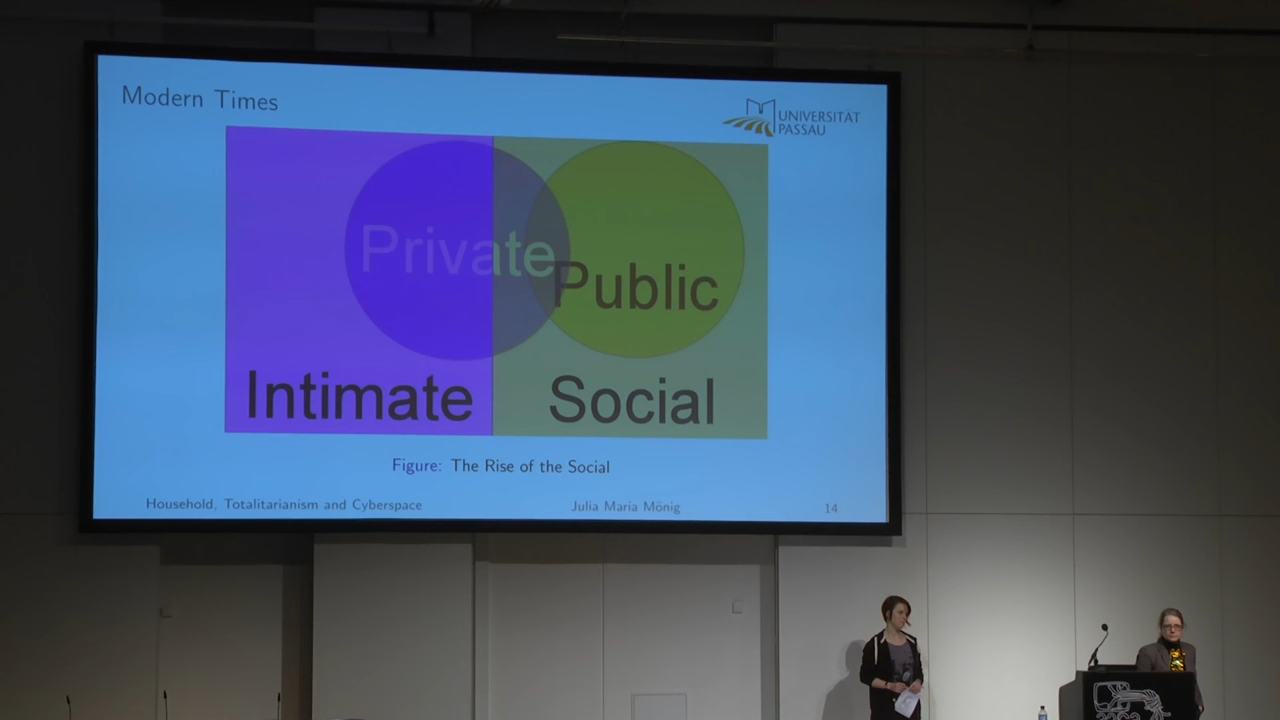 Modern Times
UNIVERSITÄT
PASSAU
Private
Public
Intimate
Social
Figure: The Rise of the Social
Household, Totalitarianism and Cyberspace
Julia Maria Mönig
14